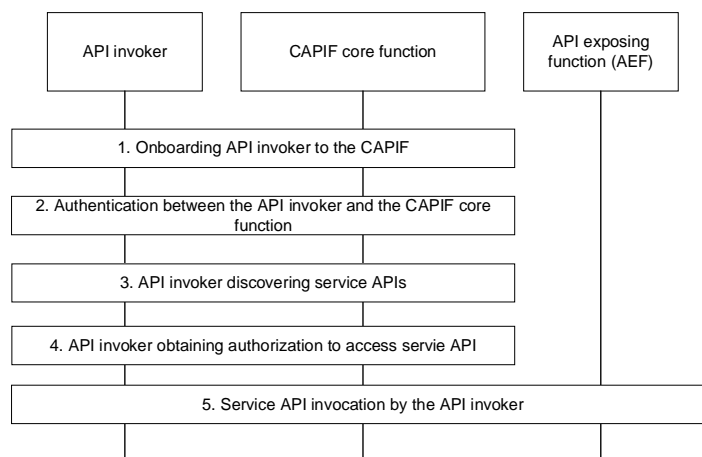 API invoker
CAPIF core function
API exposing
function (AEF)
1. Onboarding API invoker to the CAPIF
2. Authentication between the API invoker and the CAPIF core
function
3. API invoker discovering service APIs
4. API invoker obtaining authorization to access servie API
5. Service API invocation by the API invoker